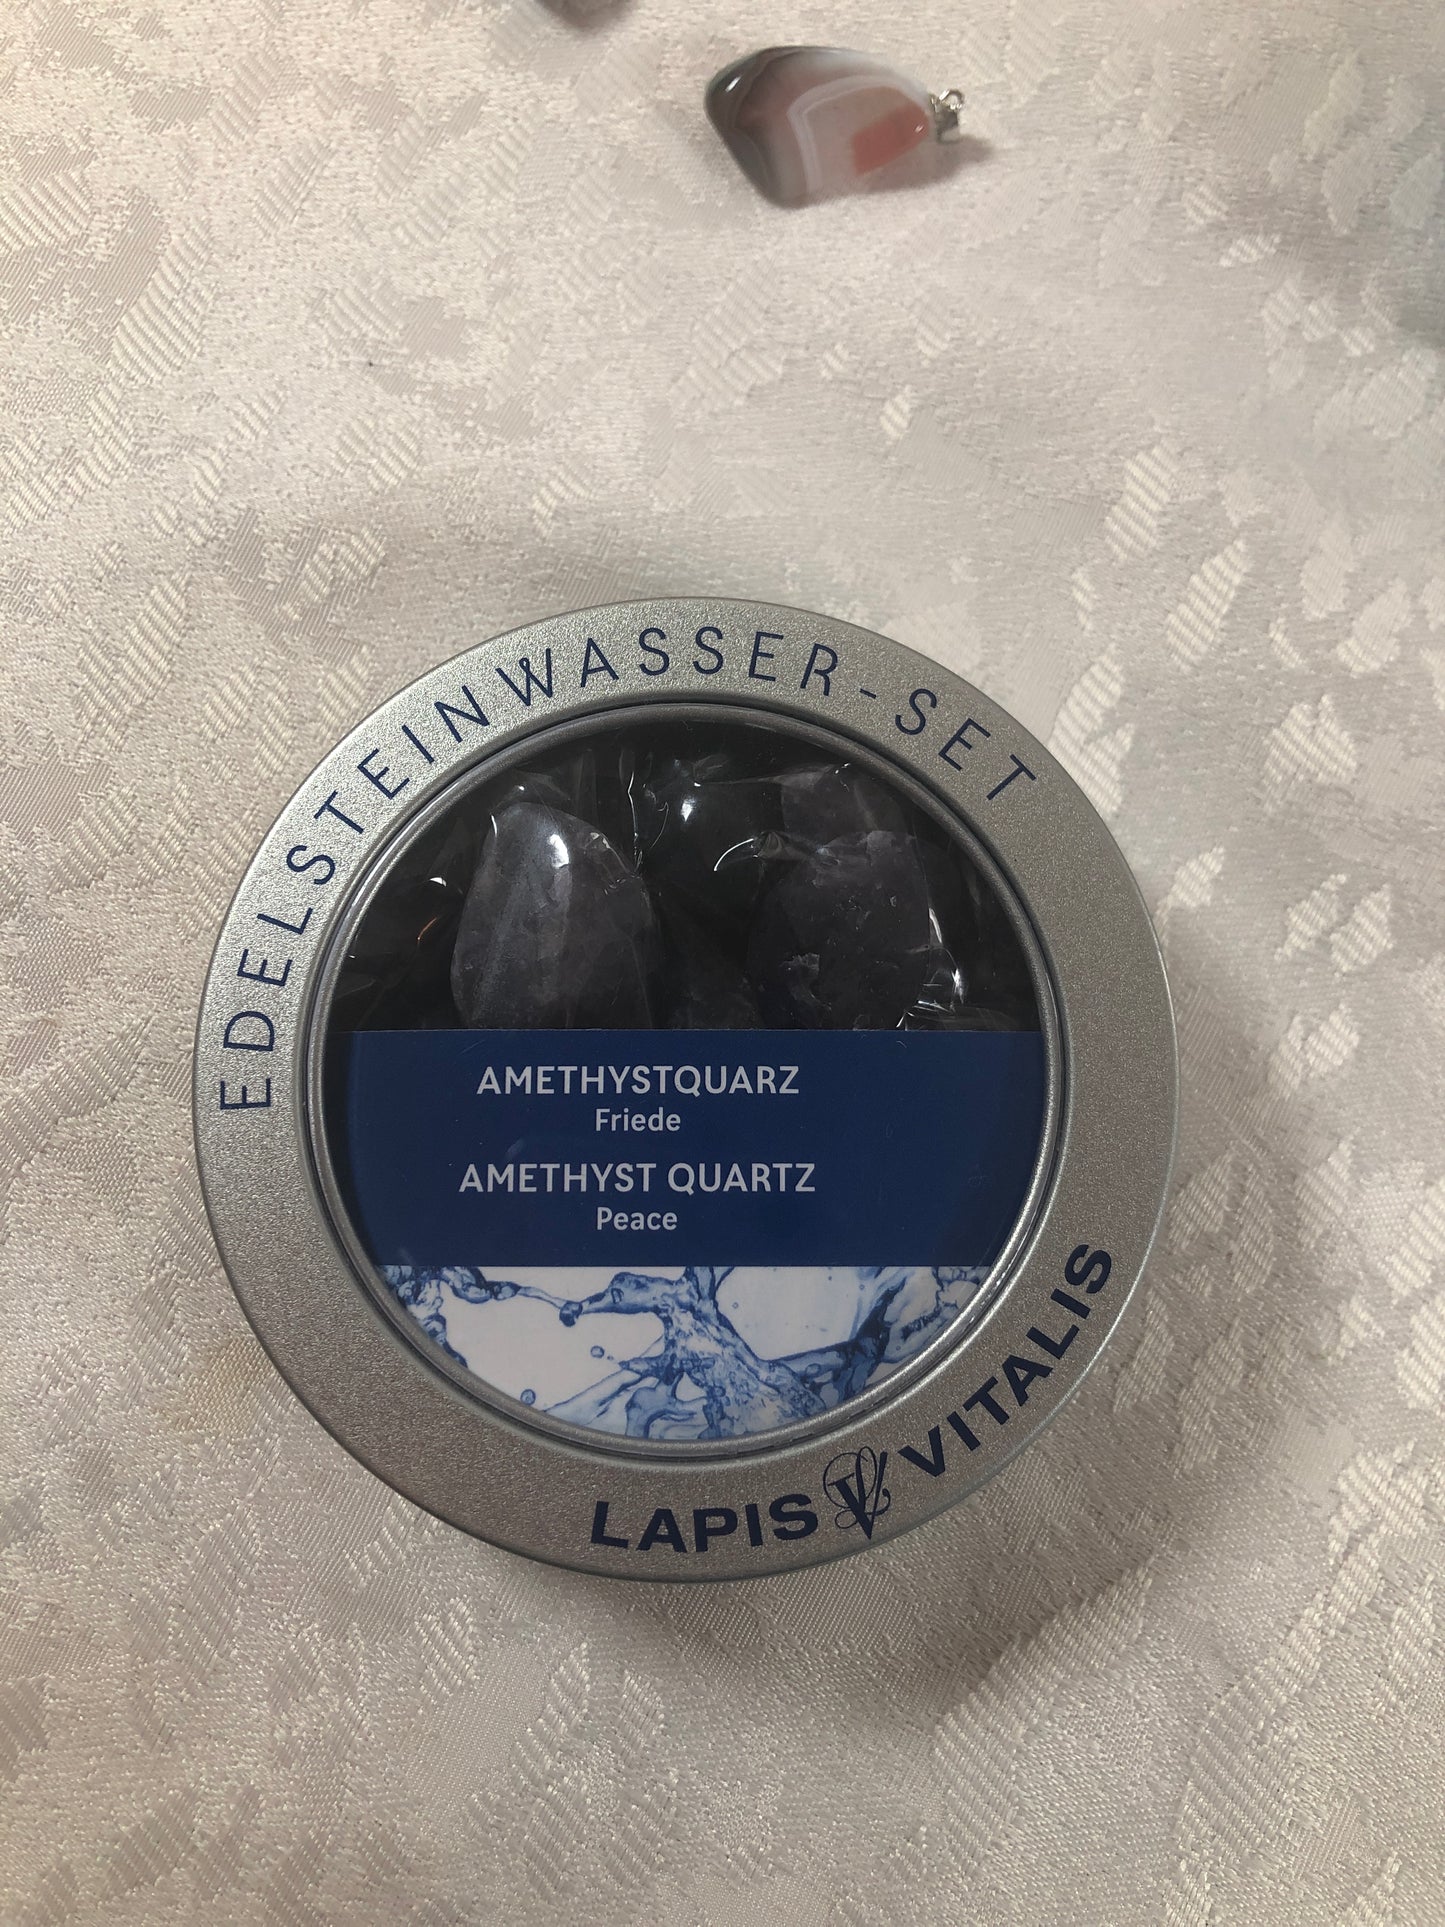 EDELSTEINWASSER-SET
AMETHYSTQUARZ
Friede
AMETHYST QUARTZ
Peace
LAPIS VITALIS